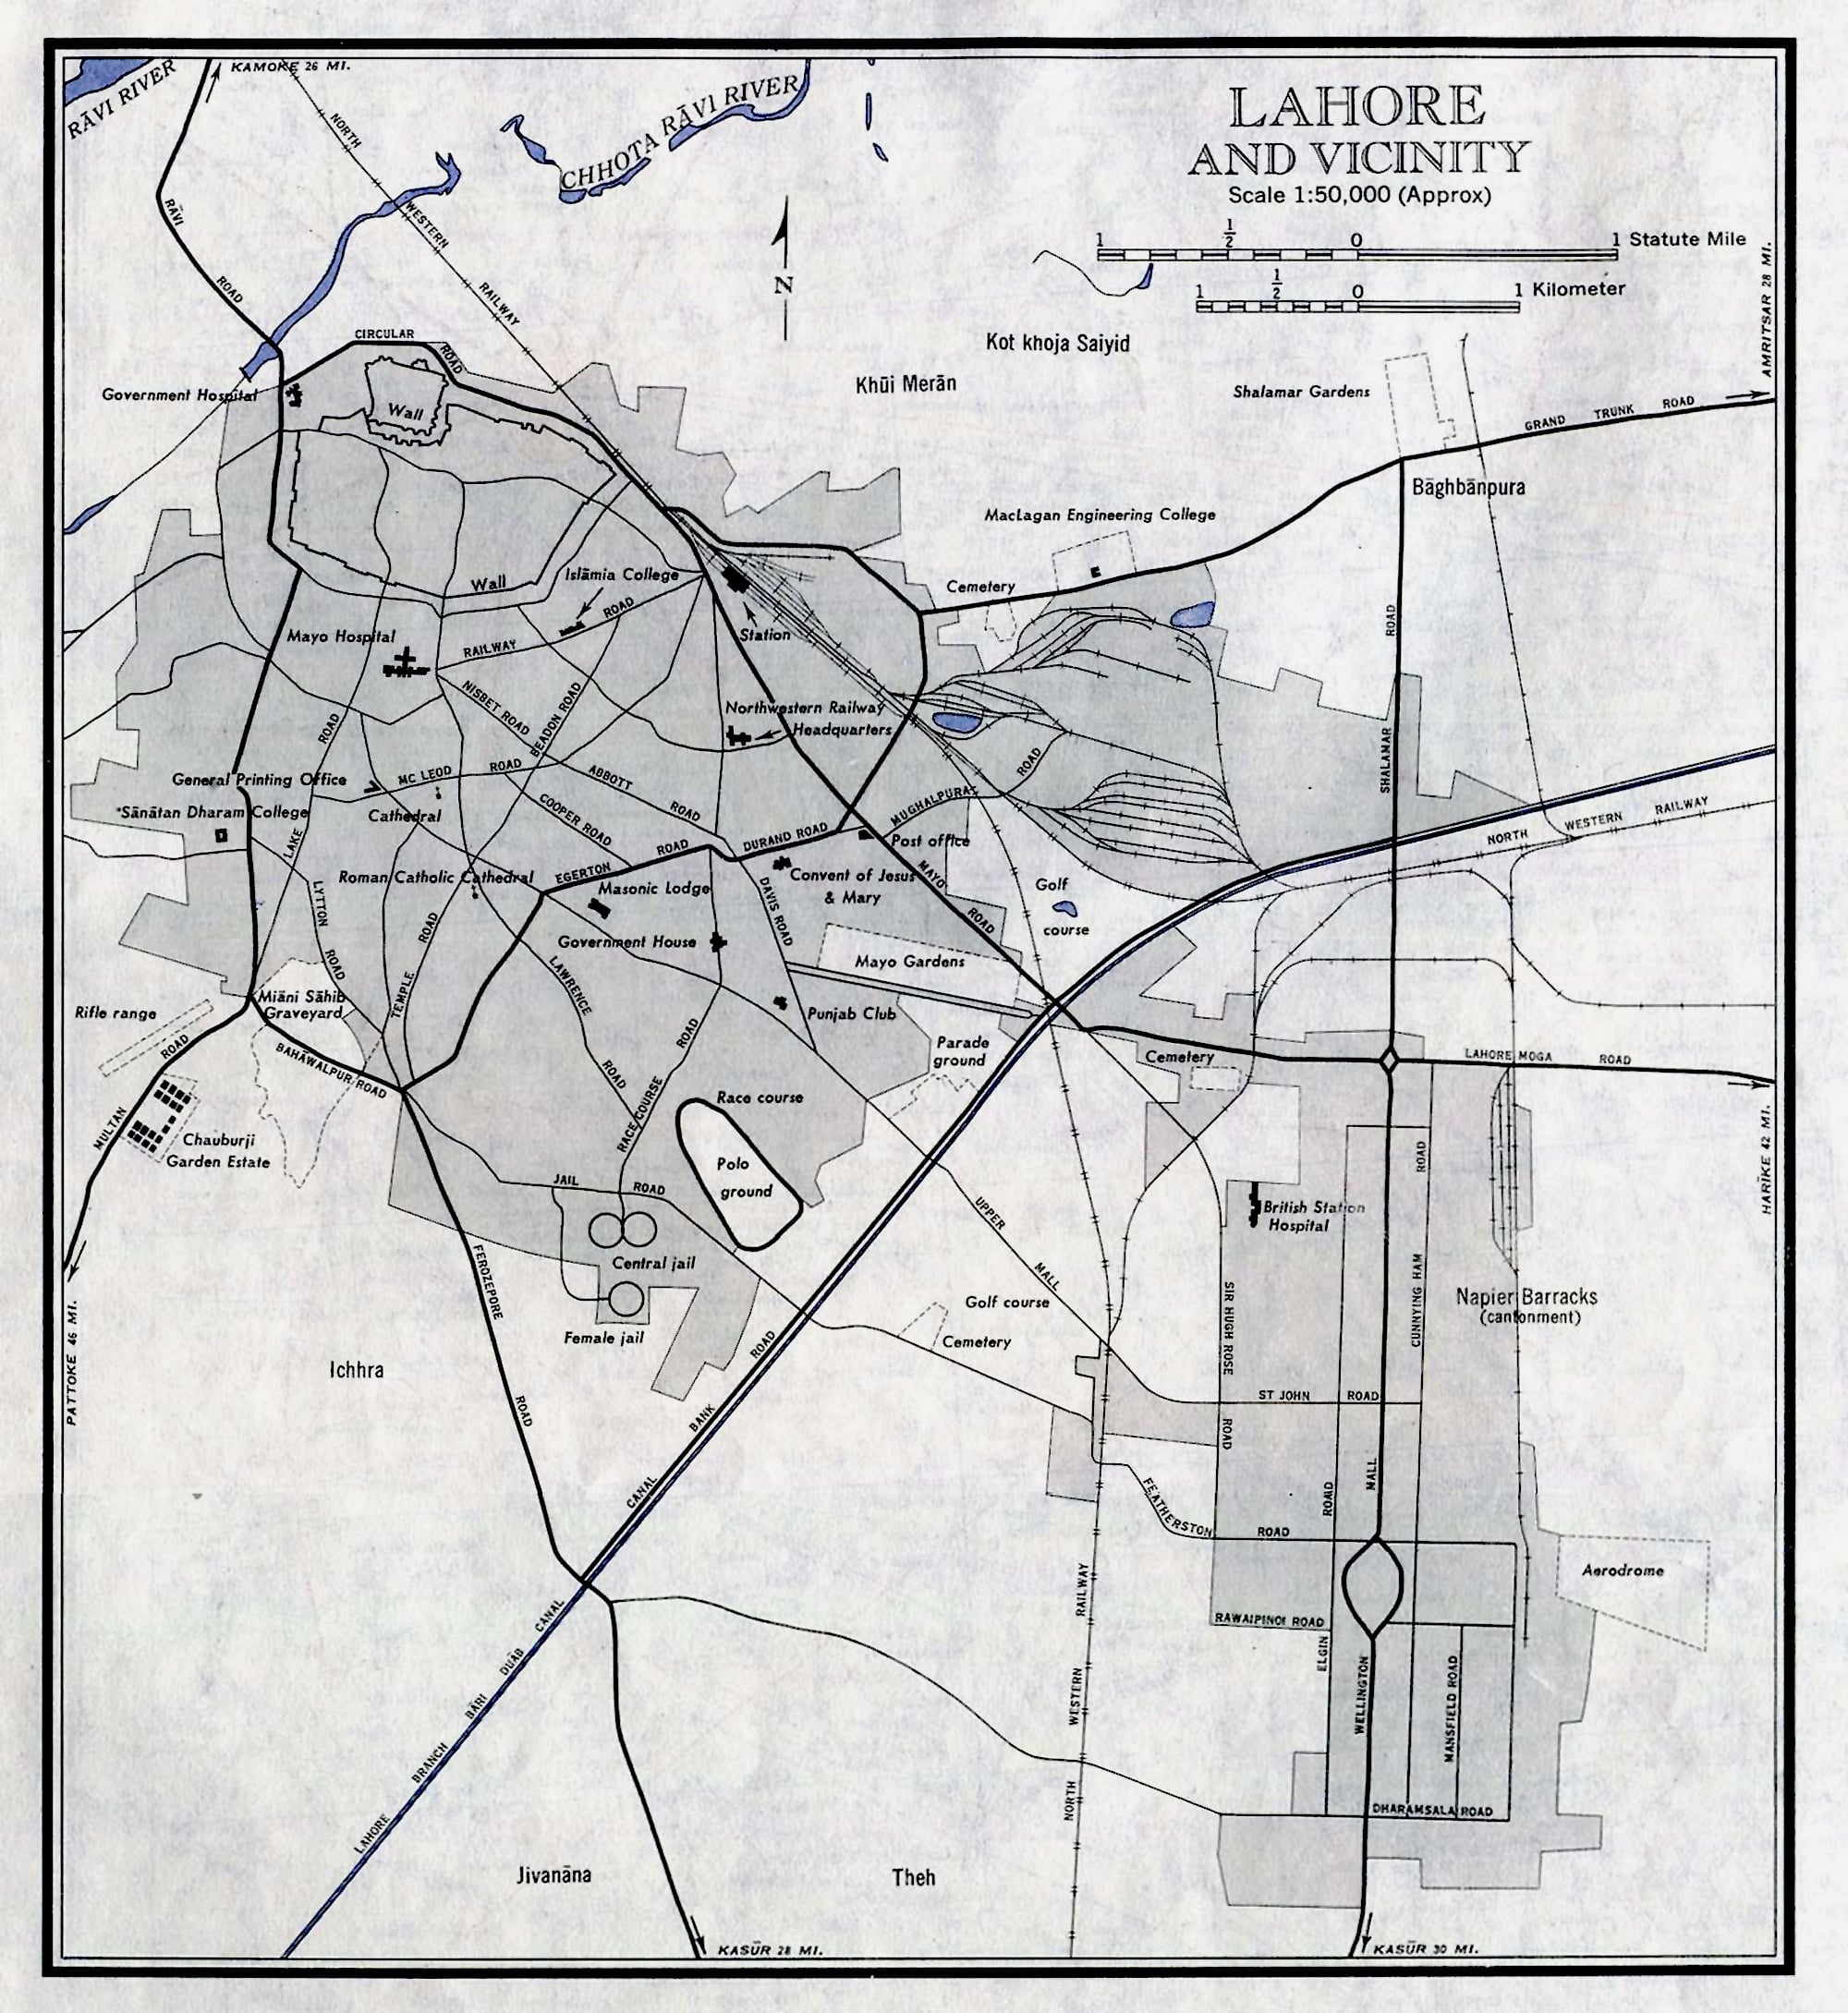 LAHORE
AND VICINITY
Scale 1:50,000 (Approx)
1 1/2 0 1 Statute Mile
1 1/2 0 1 Kilometer
KAMOKE 26 MI.
RĀVI RIVER
CHHOTA RĀVI RIVER
NORTH
WESTERN
RAILWAY
RĀVI
ROAD
N
AMRITSAR 28 MI.
Kot khoja Saiyid
Khūi Merān
CIRCULAR
ROAD
Government Hospital
Wall
Shalamar Gardens
GRAND TRUNK ROAD
Bāghbānpura
MacLagan Engineering College
Cemetery
Wall
Islāmia College
Station
RAILWAY ROAD
Mayo Hospital
NISBET ROAD
BEADON ROAD
Northwestern Railway
Headquarters
ROAD
SHALAMAR
ROAD
General Printing Office
MC LEOD ROAD
ABBOTT
ROAD
COOPER ROAD
MUGHALPURA
ROAD
Sānātan Dharam College
Cathedral
LAKE
DURAND ROAD
Post office
NORTH WESTERN RAILWAY
Roman Catholic Cathedral
EGERTON
ROAD
Masonic Lodge
Convent of Jesus
& Mary
MAYO
ROAD
Golf
course
LYTTON
ROAD
TEMPLE
ROAD
DAVIS ROAD
Government House
Mayo Gardens
LAWRENCE
ROAD
Punjab Club
Parade
ground
Rifle range
Miāni Sāhib
Graveyard
BAHĀWALPUR ROAD
MULTAN
ROAD
Chauburji
Garden Estate
RACE COURSE
ROAD
Race course
Polo
ground
Cemetery
LAHORE MOGA ROAD
HARĪKE 42 MI.
JAIL
ROAD
Central jail
Female jail
FEROZEPORE
ROAD
UPPER
MALL
British Station
Hospital
SIR HUGH ROSE
ROAD
CUNNYING HAM
ROAD
Napier Barracks
(cantonment)
Golf course
Cemetery
PATTOKE 46 MI.
Ichhra
CANAL
BANK
ROAD
ST JOHN ROAD
FEATHERSTON
ROAD
ROAD
MALL
Aerodrome
RAWAIPINOI ROAD
ELGIN
WELLINGTON
MANSFIELD ROAD
DHARAMSALA ROAD
NORTH
WESTERN
RAILWAY
LAHORE
BRANCH
BĀRI
DUĀB
CANAL
Jivanāna
Theh
KASŪR 28 MI.
KASŪR 30 MI.